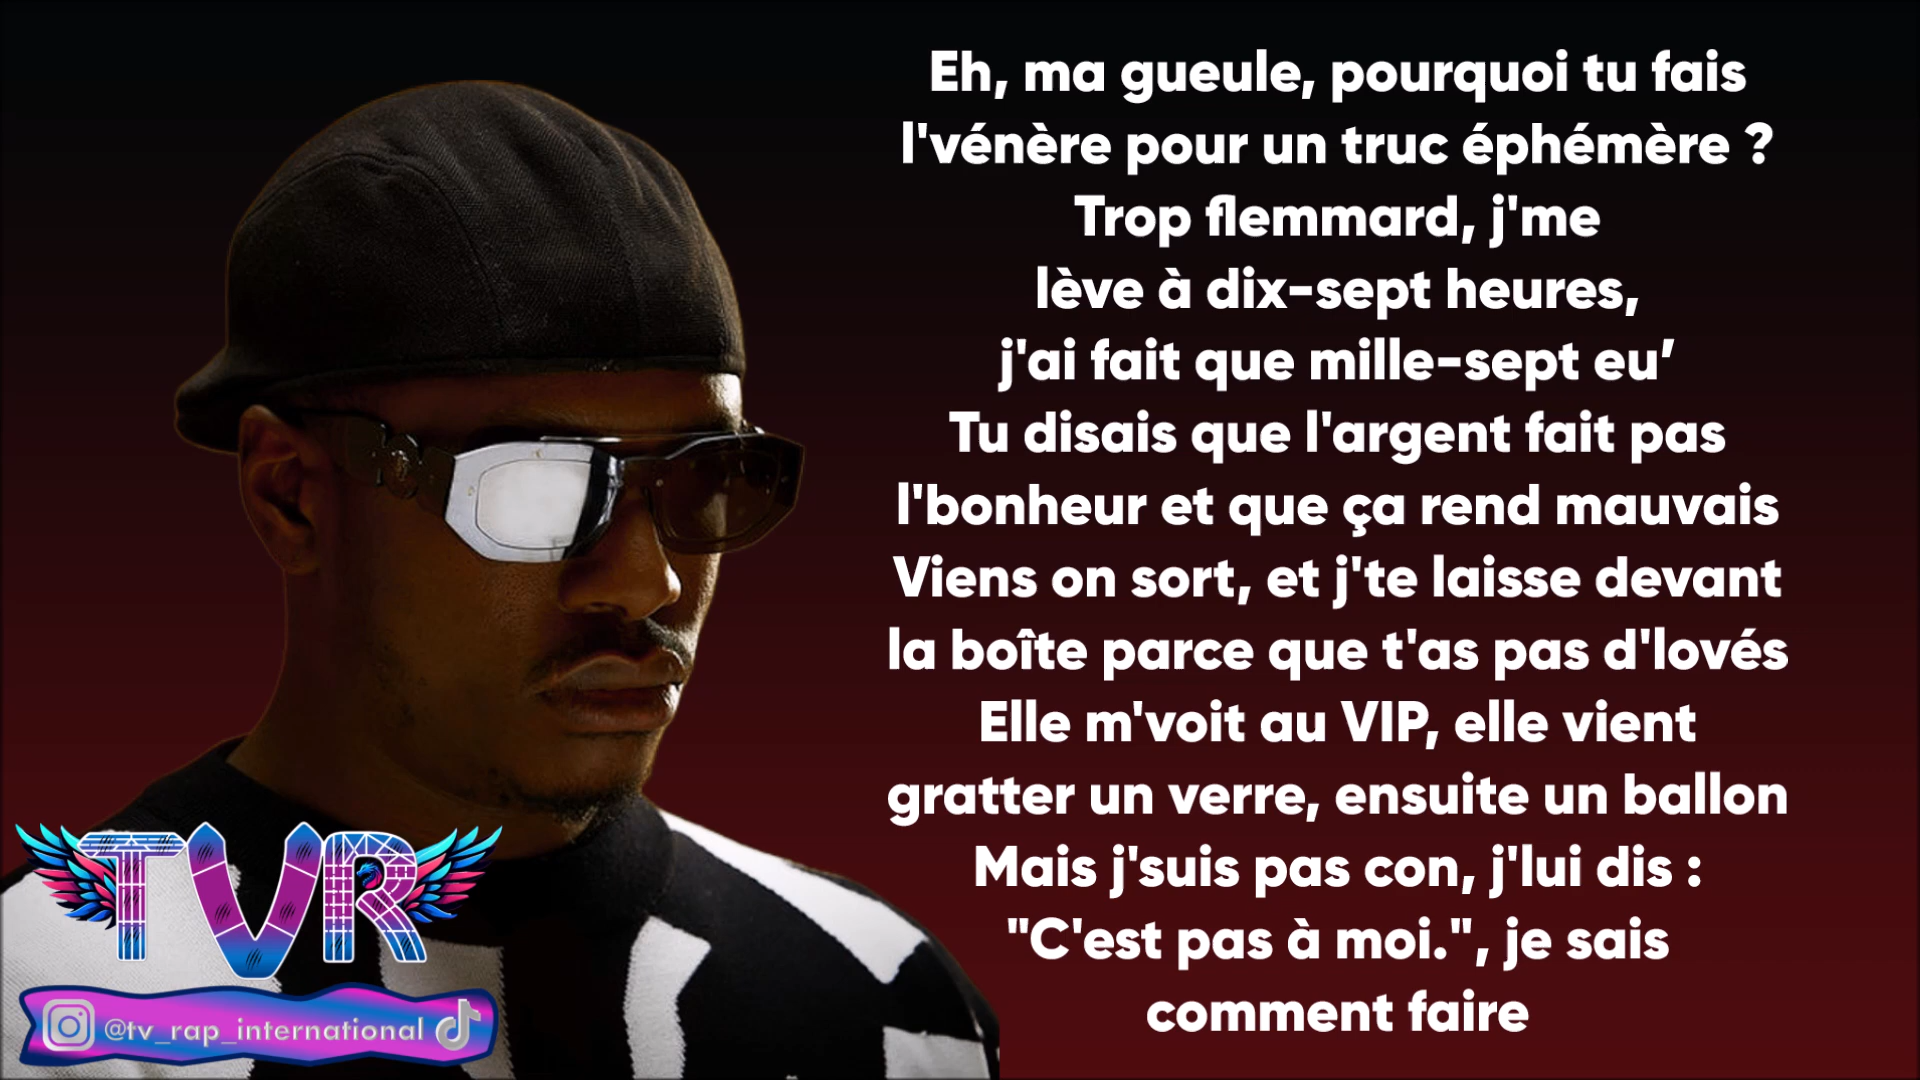 Eh, ma gueule, pourquoi tu fais
l'vénère pour un truc éphémère ?
Trop flemmard, j'me
lève à dix-sept heures,
j'ai fait que mille-sept eu’
Tu disais que l'argent fait pas
l'bonheur et que ça rend mauvais
Viens on sort, et j'te laisse devant
la boîte parce que t'as pas d'lovés
Elle m'voit au VIP, elle vient
gratter un verre, ensuite un ballon
Mais j'suis pas con, j'lui dis :
"C'est pas à moi.", je sais
comment faire
TVR
@tv_rap_international